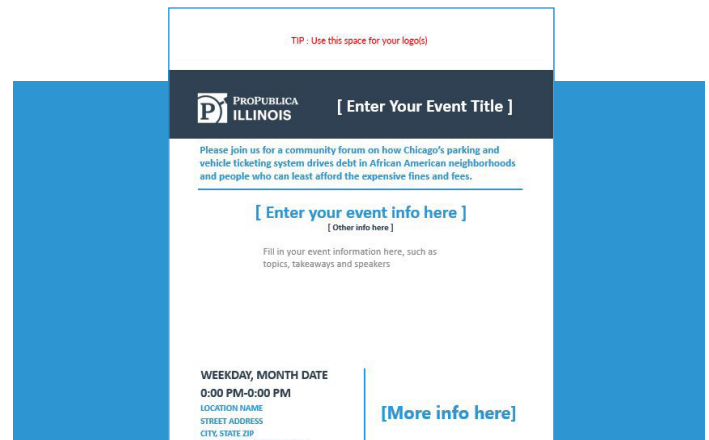 TIP : Use this space for your logo(s)
PROPUBLICA
ILLINOIS
[ Enter Your Event Title ]
Please join us for a community forum on how Chicago's parking and
vehicle ticketing system drives debt in African American neighborhoods
and people who can least afford the expensive fines and fees.
[ Enter your event info here ]
[ Other info here ]
Fill in your event information here, such as
topics, takeaways and speakers
WEEKDAY, MONTH DATE
0:00 PM-0:00 PM
LOCATION NAME
STREET ADDRESS
CITY, STATE ZIP
[More info here]